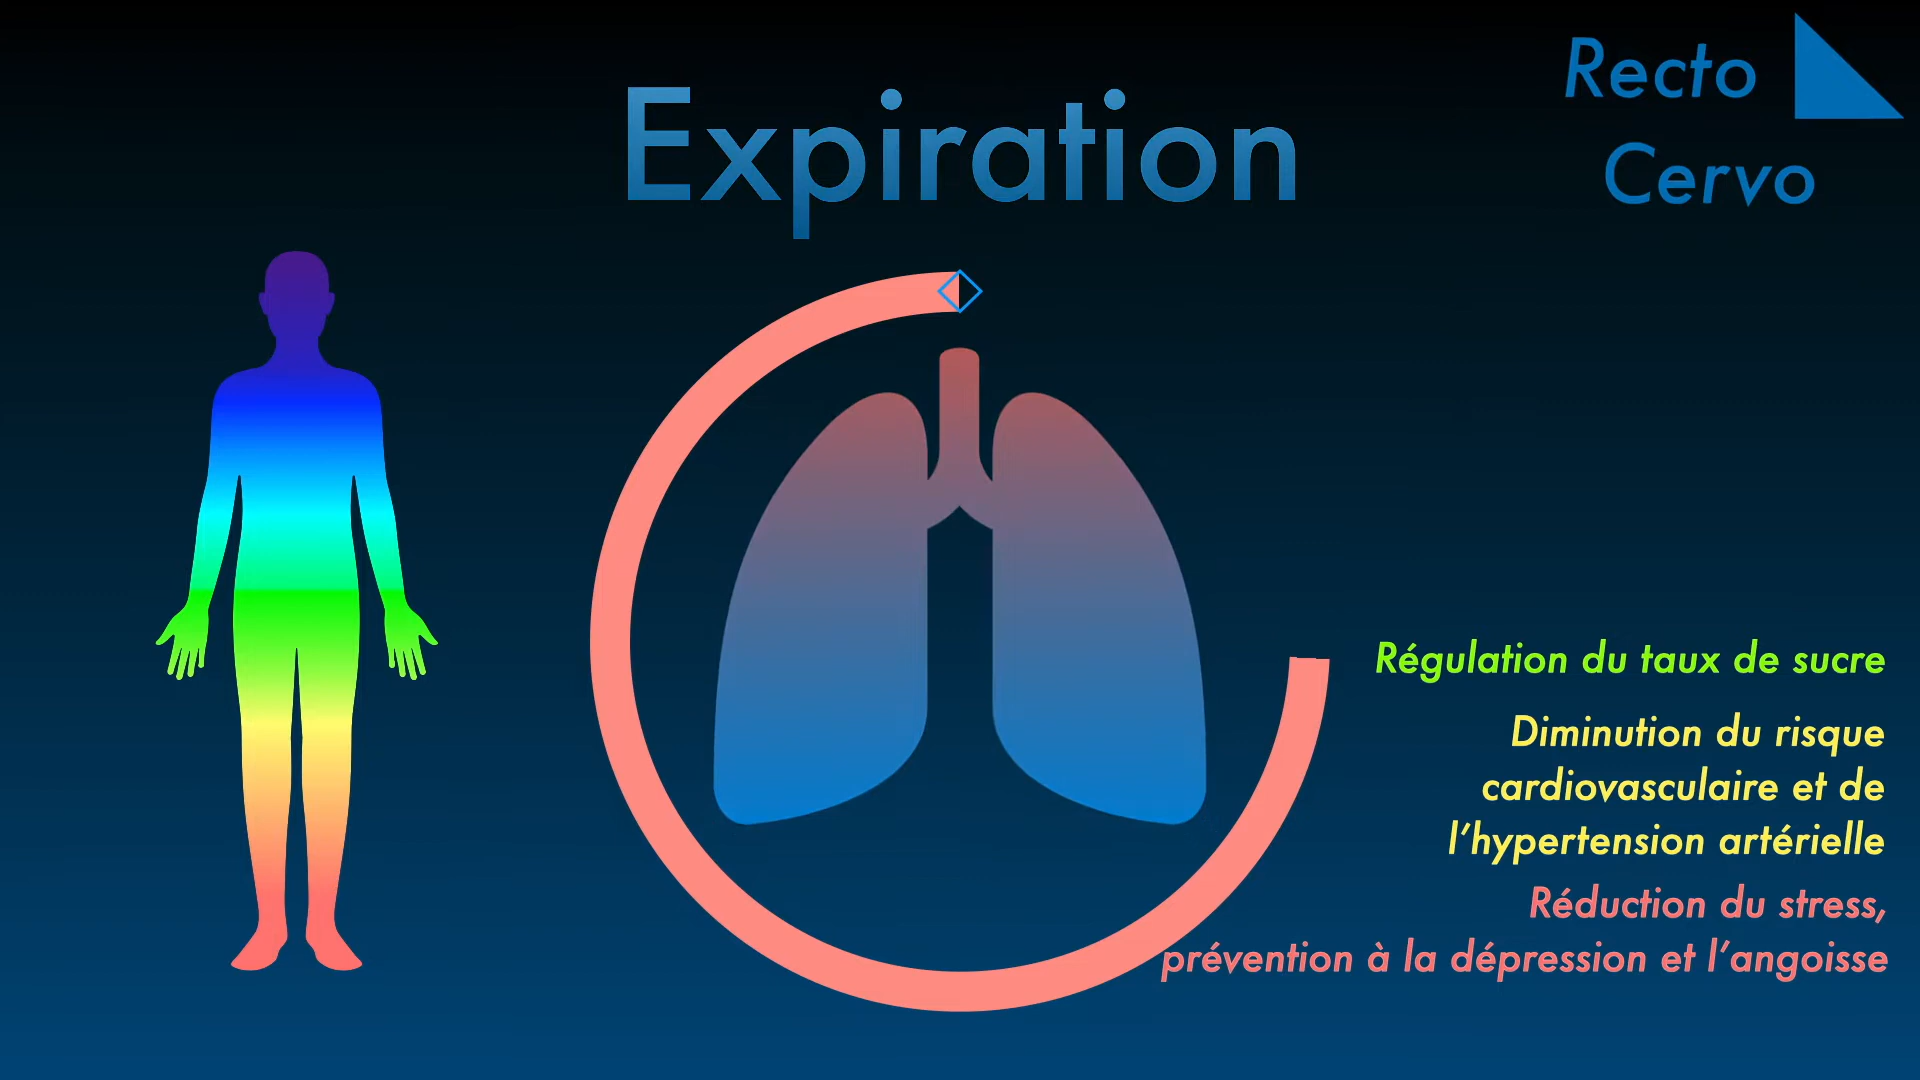 Recto
Cervo
Expiration
Régulation du taux de sucre
Diminution du risque
cardiovasculaire et de
l'hypertension artérielle
Réduction du stress,
prévention à la dépression et l'angoisse